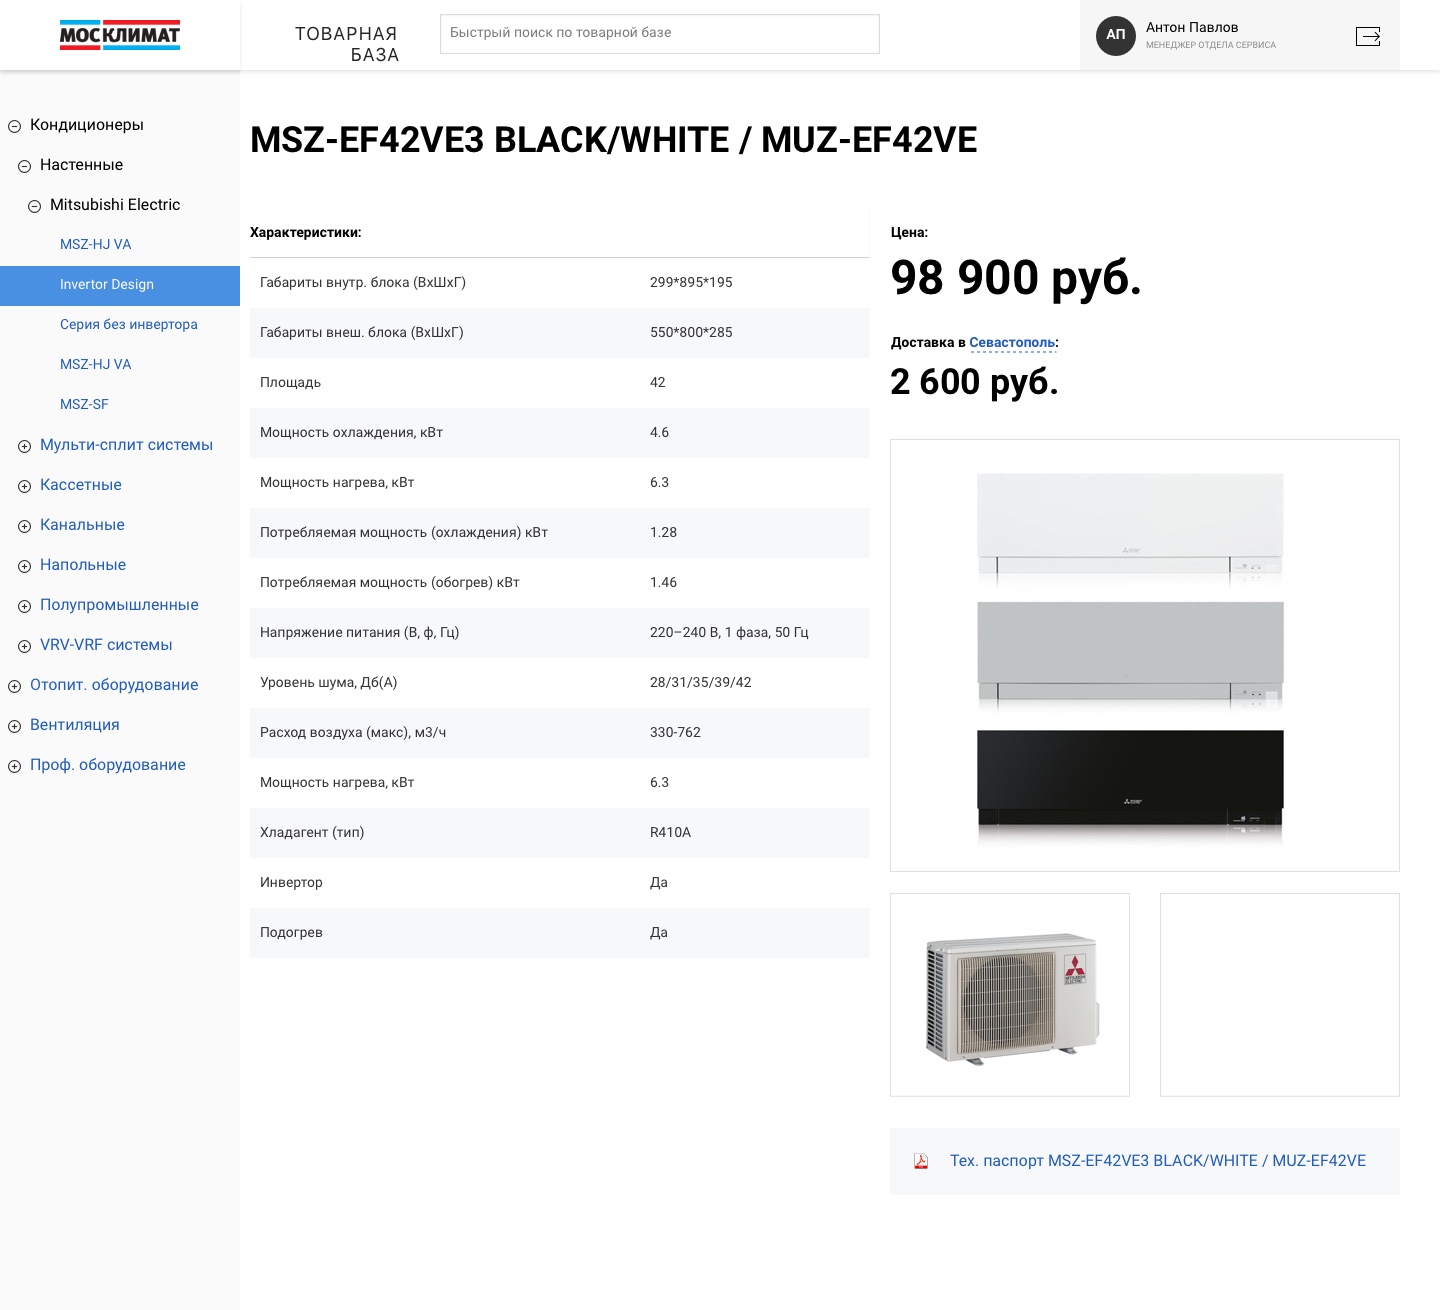 МОСКЛИМАТ
ТОВАРНАЯ
БАЗА
Быстрый поиск по товарной базе
АП
Антон Павлов
МЕНЕДЖЕР ОТДЕЛА СЕРВИСА
Кондиционеры
Настенные
Mitsubishi Electric
MSZ-HJ VA
Invertor Design
Серия без инвертора
MSZ-HJ VA
MSZ-SF
Мульти-сплит системы
Кассетные
Канальные
Напольные
Полупромышленные
VRV-VRF системы
Отопит. оборудование
Вентиляция
Проф. оборудование
MSZ-EF42VE3 BLACK/WHITE / MUZ-EF42VE
Характеристики:
Габариты внутр. блока (ВхШхГ) 299*895*195
Габариты внеш. блока (ВхШхГ) 550*800*285
Площадь 42
Мощность охлаждения, кВт 4.6
Мощность нагрева, кВт 6.3
Потребляемая мощность (охлаждения) кВт 1.28
Потребляемая мощность (обогрев) кВт 1.46
Напряжение питания (В, ф, Гц) 220–240 В, 1 фаза, 50 Гц
Уровень шума, Дб(А) 28/31/35/39/42
Расход воздуха (макс), м3/ч 330-762
Мощность нагрева, кВт 6.3
Хладагент (тип) R410A
Инвертор Да
Подогрев Да
Цена:
98 900 руб.
Доставка в Севастополь:
2 600 руб.
MITSUBISHI
ELECTRIC
Тех. паспорт MSZ-EF42VE3 BLACK/WHITE / MUZ-EF42VE